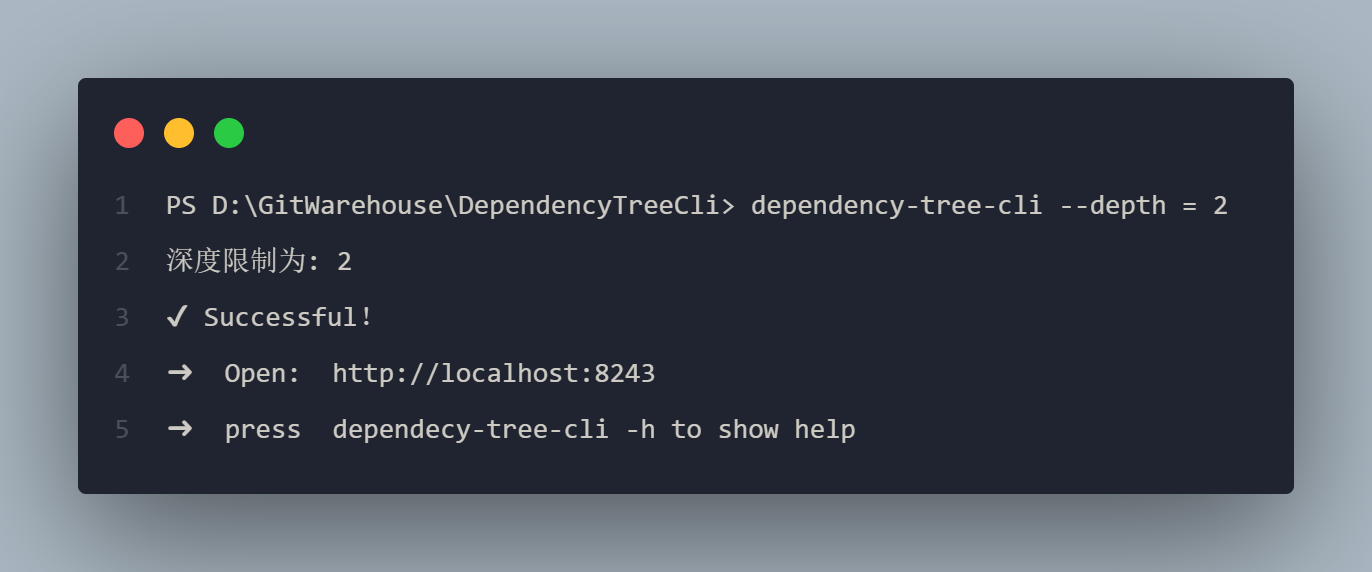 1 PS D:\GitWarehouse\DependencyTreeCli> dependency-tree-cli --depth = 2
2 深度限制为: 2
3 ✔ Successful!
4 ➜ Open: http://localhost:8243
5 ➜ press dependecy-tree-cli -h to show help